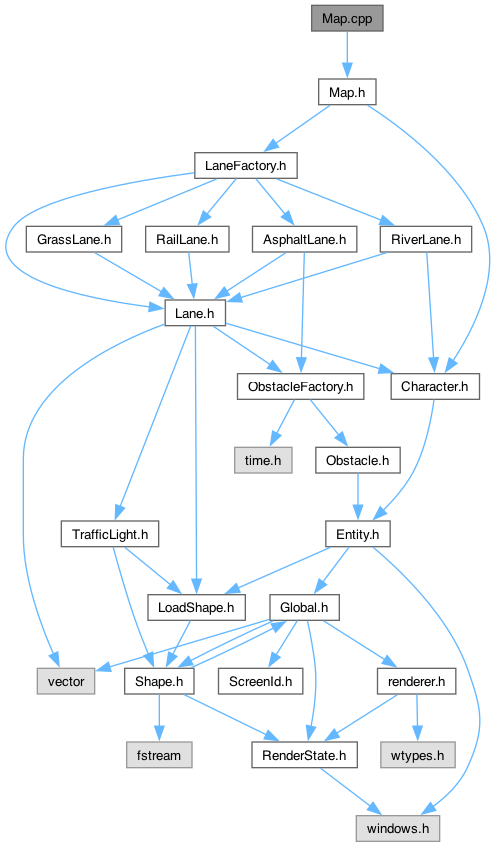 Map.cpp
Map.h
LaneFactory.h
GrassLane.h
RailLane.h
AsphaltLane.h
RiverLane.h
Lane.h
ObstacleFactory.h
Character.h
time.h
Obstacle.h
TrafficLight.h
Entity.h
LoadShape.h
Global.h
vector
Shape.h
ScreenId.h
renderer.h
fstream
RenderState.h
wtypes.h
windows.h